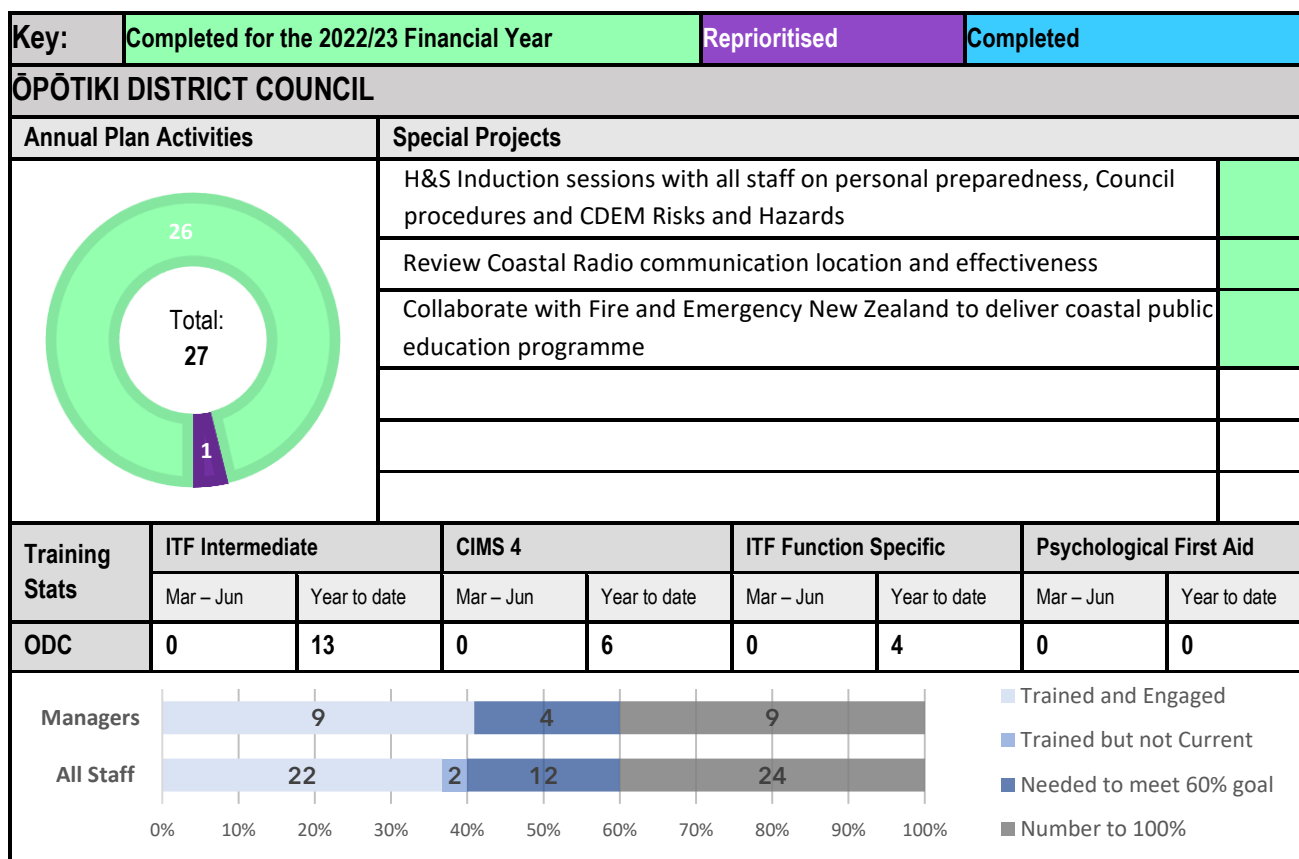 Key: Completed for the 2022/23 Financial Year Reprioritised Completed
ŌPŌTIKI DISTRICT COUNCIL
Annual Plan Activities Special Projects
H&S Induction sessions with all staff on personal preparedness, Council
procedures and CDEM Risks and Hazards
Review Coastal Radio communication location and effectiveness
Collaborate with Fire and Emergency New Zealand to deliver coastal public
education programme
26
Total:
27
1
Training
Stats
ITF Intermediate CIMS 4 ITF Function Specific Psychological First Aid
Mar – Jun Year to date Mar – Jun Year to date Mar – Jun Year to date Mar – Jun Year to date
ODC 0 13 0 6 0 4 0 0
Managers 9 4 9
All Staff 22 2 12 24
0% 10% 20% 30% 40% 50% 60% 70% 80% 90% 100%
Trained and Engaged
Trained but not Current
Needed to meet 60% goal
Number to 100%